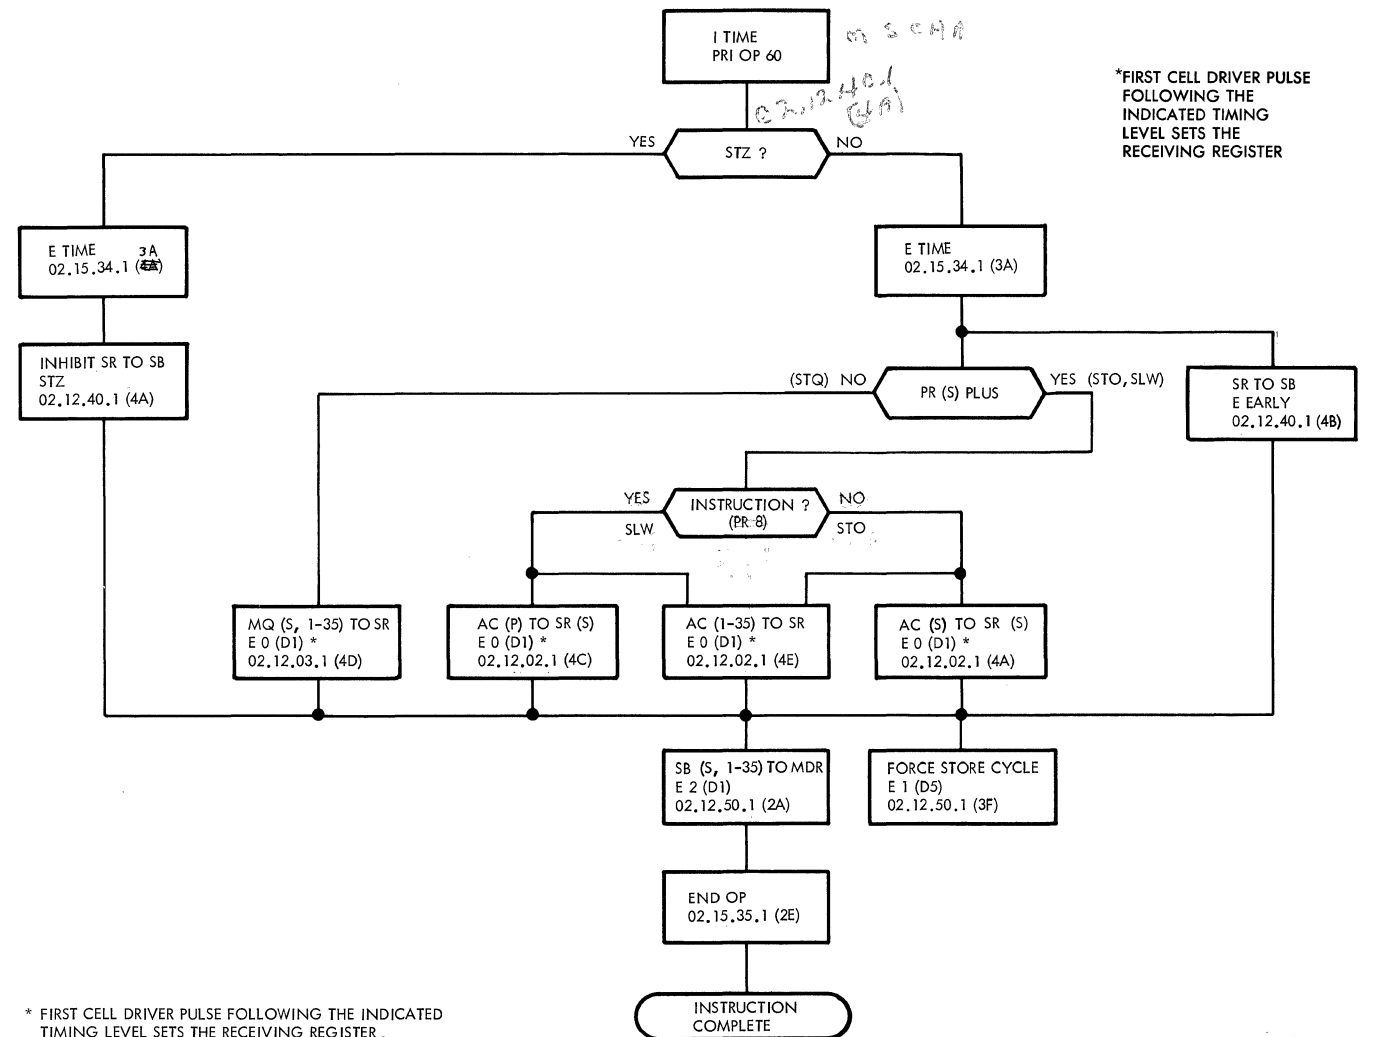 I TIME
PRI OP 60
02.12.40.1
(4A)
*FIRST CELL DRIVER PULSE
FOLLOWING THE
INDICATED TIMING
LEVEL SETS THE
RECEIVING REGISTER
YES
STZ ?
NO
E TIME 3A
02.15.34.1 (4A)
E TIME
02.15.34.1 (3A)
INHIBIT SR TO SB
STZ
02.12.40.1 (4A)
(STQ) NO
PR (S) PLUS
YES (STO, SLW)
SR TO SB
E EARLY
02.12.40.1 (4B)
YES
SLW
INSTRUCTION ?
(PR 8)
NO
STO
MQ (S, 1-35) TO SR
E 0 (D1) *
02.12.03.1 (4D)
AC (P) TO SR (S)
E 0 (D1) *
02.12.02.1 (4C)
AC (1-35) TO SR
E 0 (D1) *
02.12.02.1 (4E)
AC (S) TO SR (S)
E 0 (D1) *
02.12.02.1 (4A)
SB (S, 1-35) TO MDR
E 2 (D1)
02.12.50.1 (2A)
FORCE STORE CYCLE
E 1 (D5)
02.12.50.1 (3F)
END OP
02.15.35.1 (2E)
INSTRUCTION
COMPLETE
* FIRST CELL DRIVER PULSE FOLLOWING THE INDICATED
TIMING LEVEL SETS THE RECEIVING REGISTER.